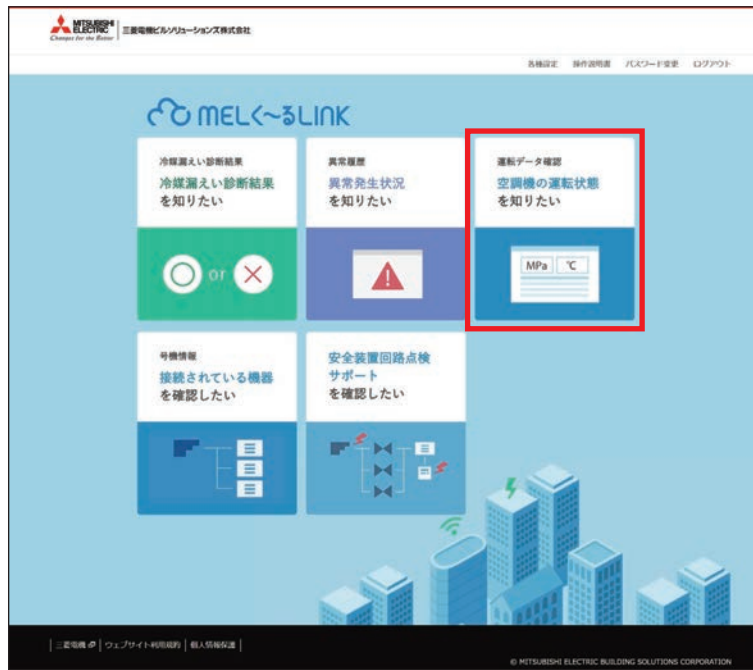 MITSUBISHI
ELECTRIC
Changes for the Better
三菱電機ビルソリューションズ株式会社
各種設定 操作説明書 パスワード変更 ログアウト
MELく～るLINK
冷媒漏えい診断結果
冷媒漏えい診断結果
を知りたい
or
異常履歴
異常発生状況
を知りたい
運転データ確認
空調機の運転状態
を知りたい
MPa ℃
号機情報
接続されている機器
を確認したい
安全装置回路点検
サポート
を確認したい
三菱電機
ウェブサイト利用規約
個人情報保護
© MITSUBISHI ELECTRIC BUILDING SOLUTIONS CORPORATION